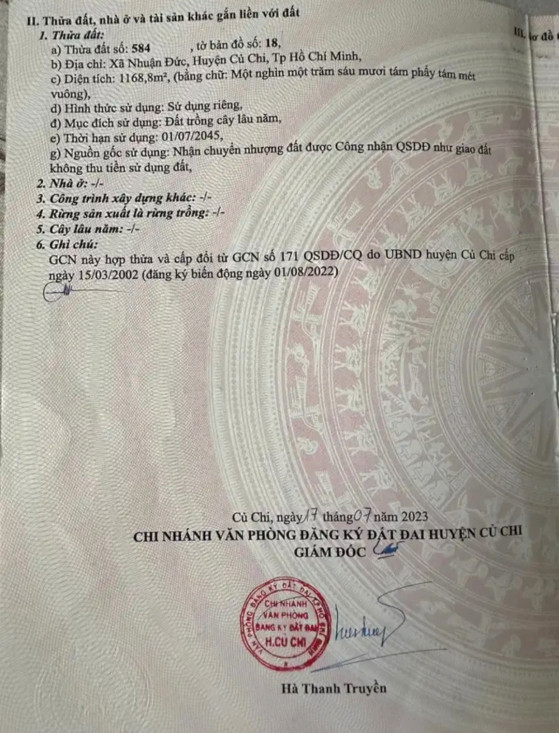 II. Thửa đất, nhà ở và tài sản khác gắn liền với đất
1. Thửa đất:
a) Thửa đất số: 584 , tờ bản đồ số: 18,
b) Địa chỉ: Xã Nhuận Đức, Huyện Củ Chi, Tp Hồ Chí Minh,
c) Diện tích: 1168,8m², (bằng chữ: Một nghìn một trăm sáu mươi tám phẩy tám mét
vuông),
d) Hình thức sử dụng: Sử dụng riêng,
đ) Mục đích sử dụng: Đất trồng cây lâu năm,
e) Thời hạn sử dụng: 01/07/2045,
g) Nguồn gốc sử dụng: Nhận chuyển nhượng đất được Công nhận QSDĐ như giao đất
không thu tiền sử dụng đất,
2. Nhà ở: -/-
3. Công trình xây dựng khác: -/-
4. Rừng sản xuất là rừng trồng: -/-
5. Cây lâu năm: -/-
6. Ghi chú:
GCN này hợp thửa và cấp đổi từ GCN số 171 QSDĐ/CQ do UBND huyện Củ Chi cấp
ngày 15/03/2002 (đăng ký biến động ngày 01/08/2022)
III. Sơ đồ
Củ Chi, ngày 17 tháng 07 năm 2023
CHI NHÁNH VĂN PHÒNG ĐĂNG KÝ ĐẤT ĐAI HUYỆN CỦ CHI
GIÁM ĐỐC
CHI NHÁNH
VĂN PHÒNG
ĐĂNG KÝ ĐẤT ĐAI
H.CỦ CHI
Hà Thanh Truyền